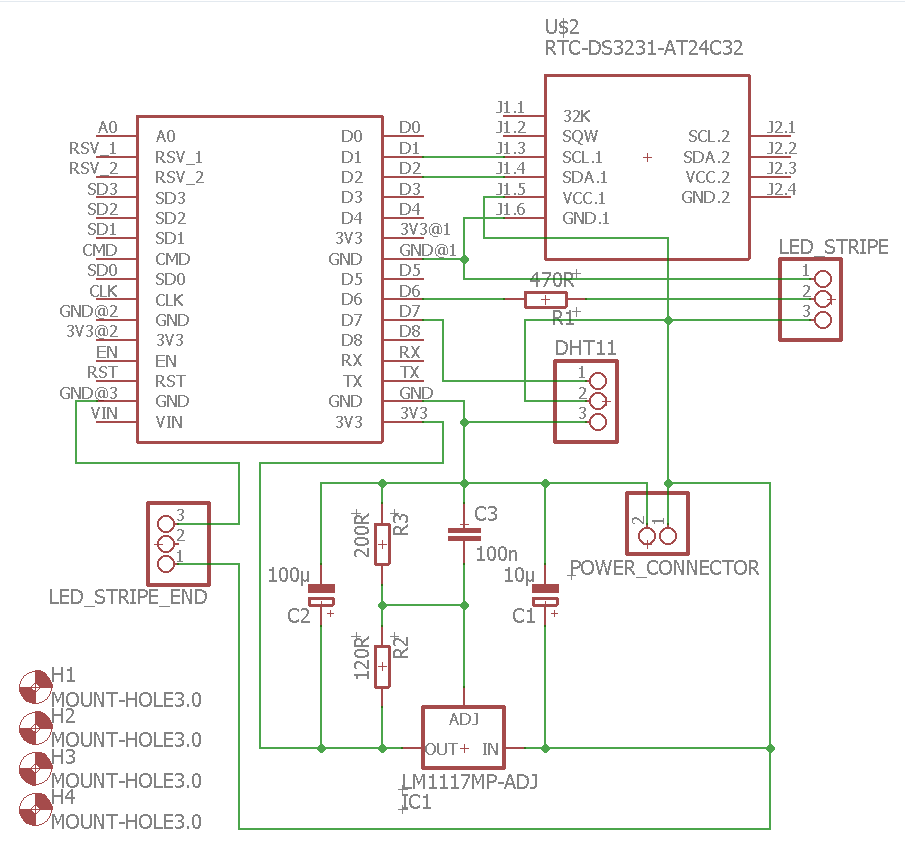 U$2
RTC-DS3231-AT24C32
J1.1
J1.2
J1.3
J1.4
J1.5
J1.6
32K
SQW
SCL.1
SDA.1
VCC.1
GND.1
SCL.2
SDA.2
VCC.2
GND.2
J2.1
J2.2
J2.3
J2.4
A0
RSV_1
RSV_2
SD3
SD2
SD1
CMD
SD0
CLK
GND@2
3V3@2
EN
RST
GND@3
VIN
A0
RSV_1
RSV_2
SD3
SD2
SD1
CMD
SD0
CLK
GND
3V3
EN
RST
GND
VIN
D0
D1
D2
D3
D4
3V3
GND
D5
D6
D7
D8
RX
TX
GND
3V3
D0
D1
D2
D3
D4
3V3@1
GND@1
D5
D6
D7
D8
RX
TX
GND
3V3
LED_STRIPE
1
2
3
470R
R1
DHT11
1
2
3
3
2
1
LED_STRIPE_END
2
1
POWER_CONNECTOR
200R
R3
C3
100n
100µ
C2
10µ
C1
120R
R2
ADJ
OUT
IN
LM1117MP-ADJ
IC1
H1
MOUNT-HOLE3.0
H2
MOUNT-HOLE3.0
H3
MOUNT-HOLE3.0
H4
MOUNT-HOLE3.0